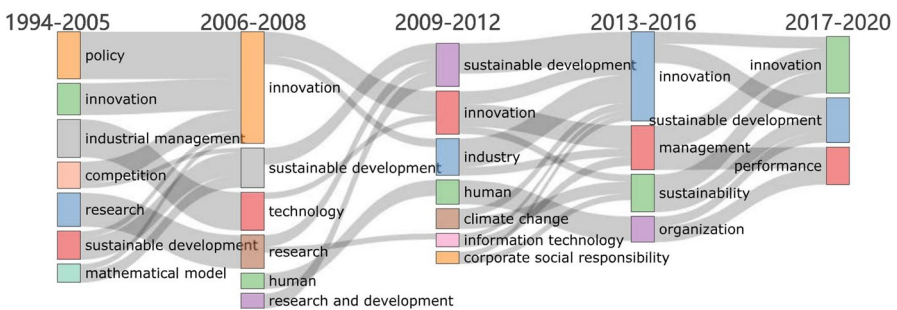 1994-2005
policy
innovation
industrial management
competition
research
sustainable development
mathematical model
2006-2008
innovation
sustainable development
technology
research
human
research and development
2009-2012
sustainable development
innovation
industry
human
climate change
information technology
corporate social responsibility
2013-2016
innovation
management
sustainability
organization
2017-2020
innovation
sustainable development
performance